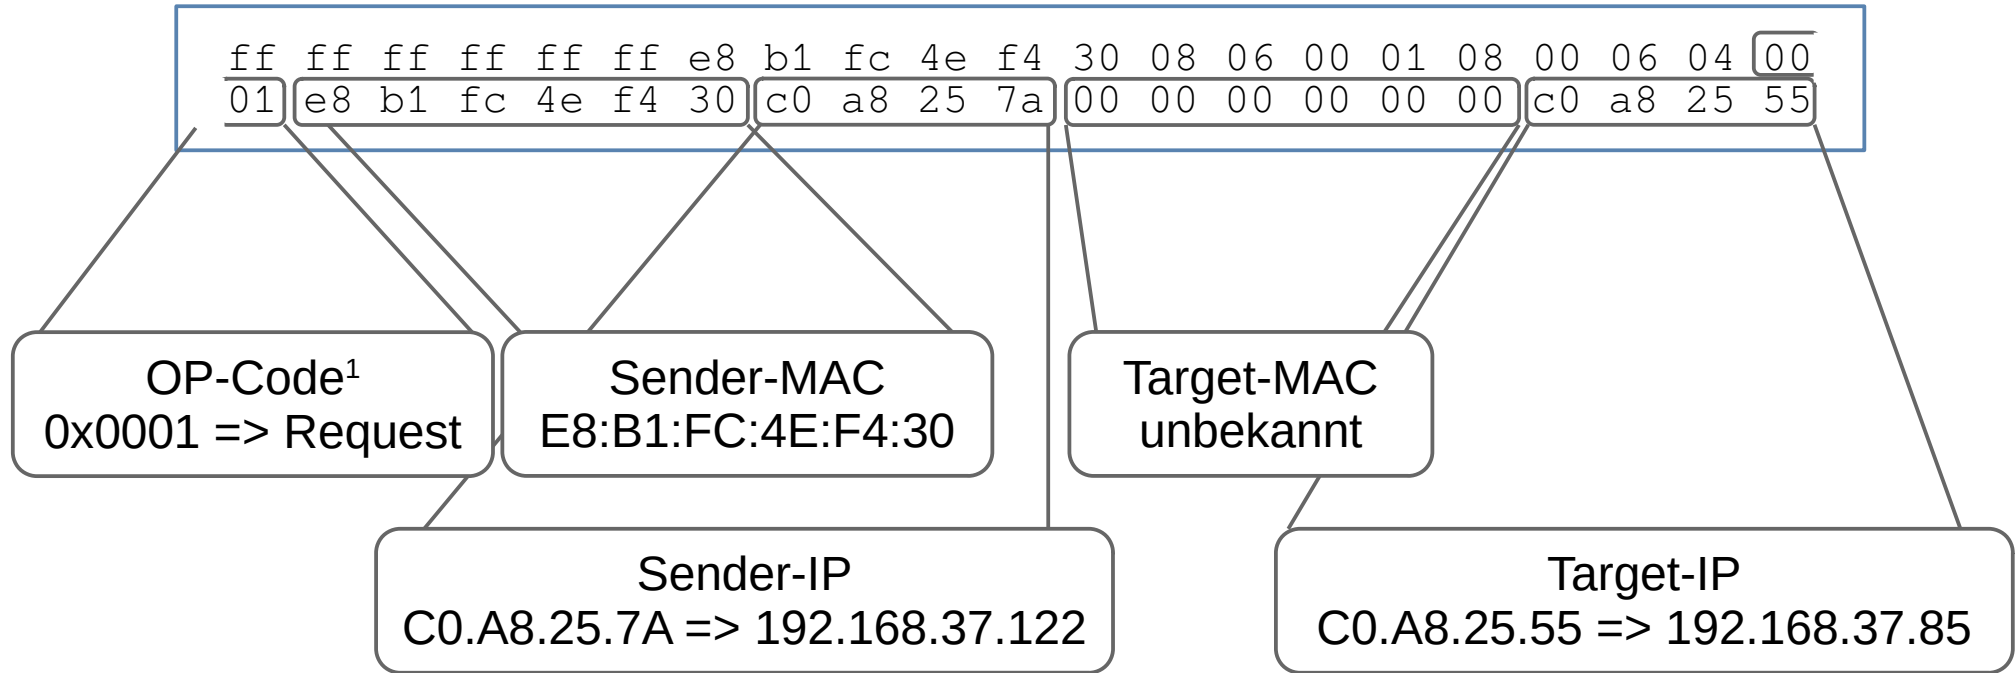 ff ff ff ff ff ff e8 b1 fc 4e f4 30 08 06 00 01 08 00 06 04 00
01 e8 b1 fc 4e f4 30 c0 a8 25 7a 00 00 00 00 00 00 c0 a8 25 55
OP-Code¹
0x0001 => Request
Sender-MAC
E8:B1:FC:4E:F4:30
Target-MAC
unbekannt
Sender-IP
C0.A8.25.7A => 192.168.37.122
Target-IP
C0.A8.25.55 => 192.168.37.85